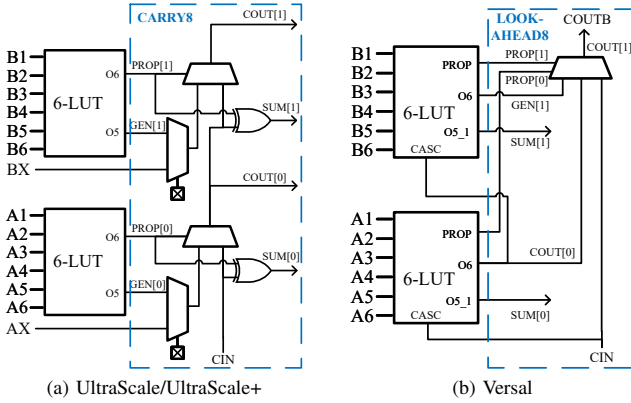 CARRY8
COUT[1]
B1
B2
B3
B4
B5
B6
6-LUT
O6
PROP[1]
O5
GEN[1]
SUM[1]
BX
COUT[0]
A1
A2
A3
A4
A5
A6
6-LUT
O6
PROP[0]
O5
GEN[0]
SUM[0]
AX
CIN
(a) UltraScale/UltraScale+
LOOK-
AHEAD8
COUTB
COUT[1]
B1
B2
B3
B4
B5
B6
6-LUT
PROP
PROP[1]
PROP[0]
O6
GEN[1]
O5_1
SUM[1]
CASC
A1
A2
A3
A4
A5
A6
6-LUT
PROP
O6
COUT[0]
O5_1
SUM[0]
CASC
CIN
(b) Versal